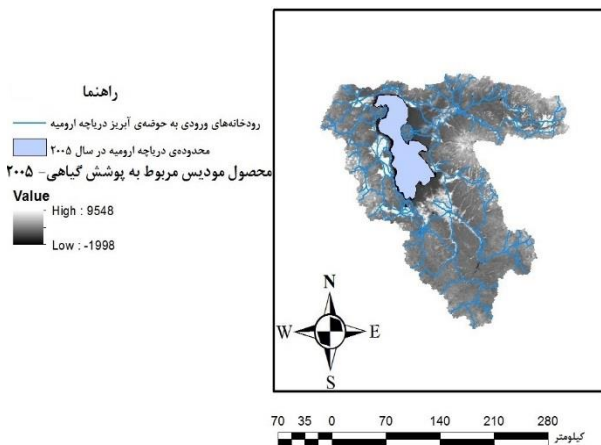 راهنما
رودخانه‌های ورودی به حوضه‌ی آبریز دریاچه ارومیه
محدوده‌ی دریاچه ارومیه در سال ۲۰۰۵
محصول مودیس مربوط به پوشش گیاهی- ۲۰۰۵
Value
High : 9548
Low : -1998
N
W E
S
70 35 0 70 140 210 280
کیلومتر